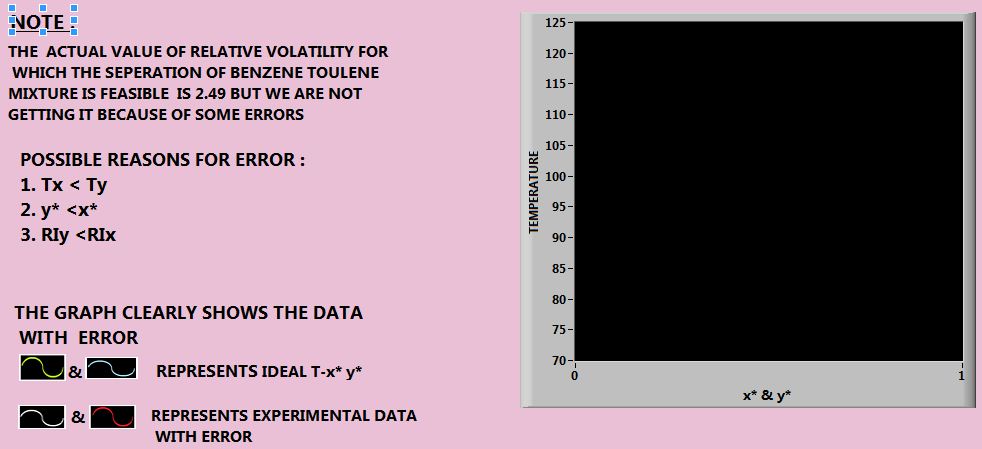 NOTE :
THE ACTUAL VALUE OF RELATIVE VOLATILITY FOR
WHICH THE SEPERATION OF BENZENE TOULENE
MIXTURE IS FEASIBLE IS 2.49 BUT WE ARE NOT
GETTING IT BECAUSE OF SOME ERRORS
POSSIBLE REASONS FOR ERROR :
1. Tx < Ty
2. y* <x*
3. RIy <RIx
THE GRAPH CLEARLY SHOWS THE DATA
WITH ERROR
& REPRESENTS IDEAL T-x* y*
& REPRESENTS EXPERIMENTAL DATA
WITH ERROR
TEMPERATURE
125
120
115
110
105
100
95
90
85
80
75
70
0 1
x* & y*